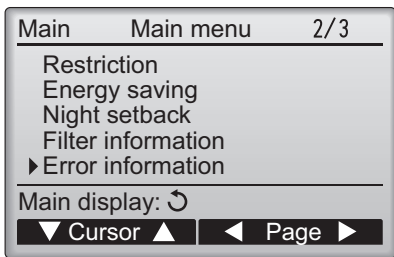 Main Main menu 2/3
Restriction
Energy saving
Night setback
Filter information
Error information
Main display:
Cursor Page